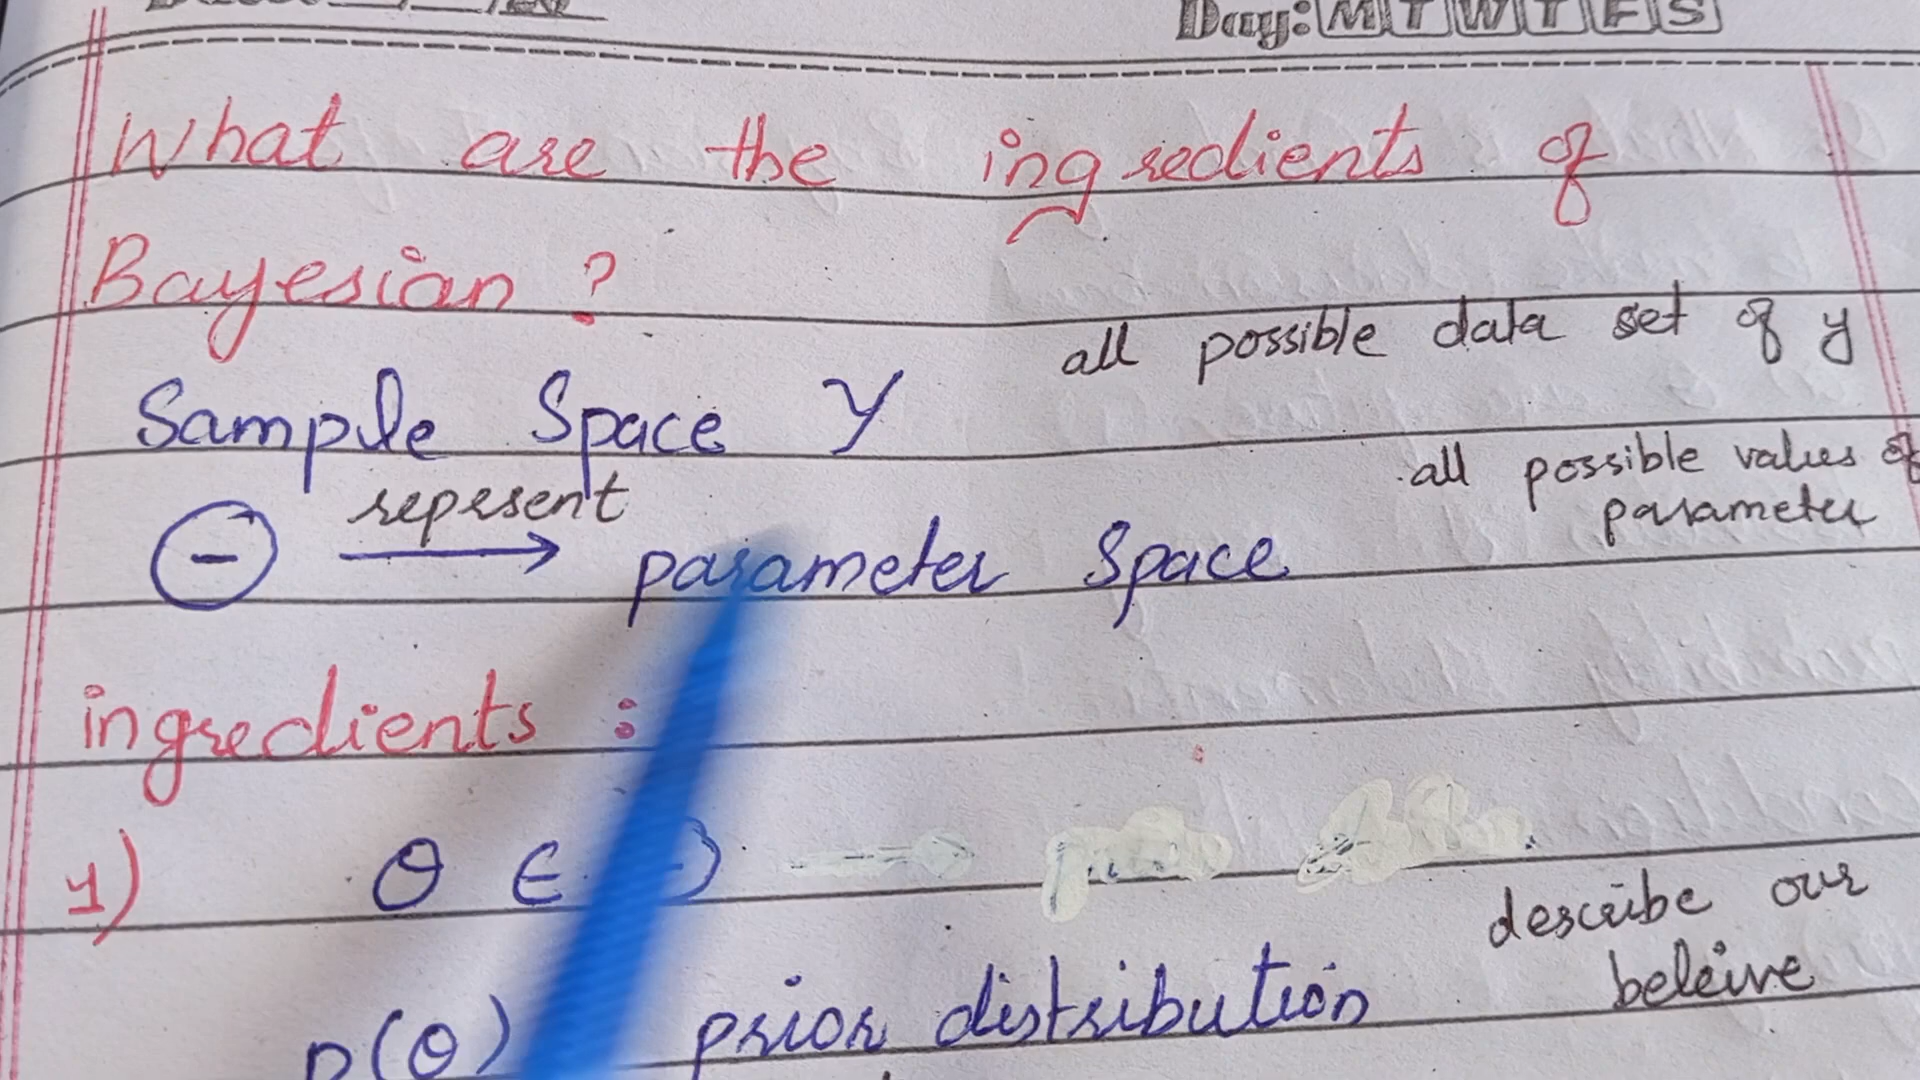 Day: M T W T F S
What are the ingredients of
Bayesian ?
all possible data set of y
Sample Space Y
all possible values of
parameter
repesent
Θ → parameter Space
ingredients :
1) θ ∈ Θ
describe our
beleive
p(θ) prior distribution